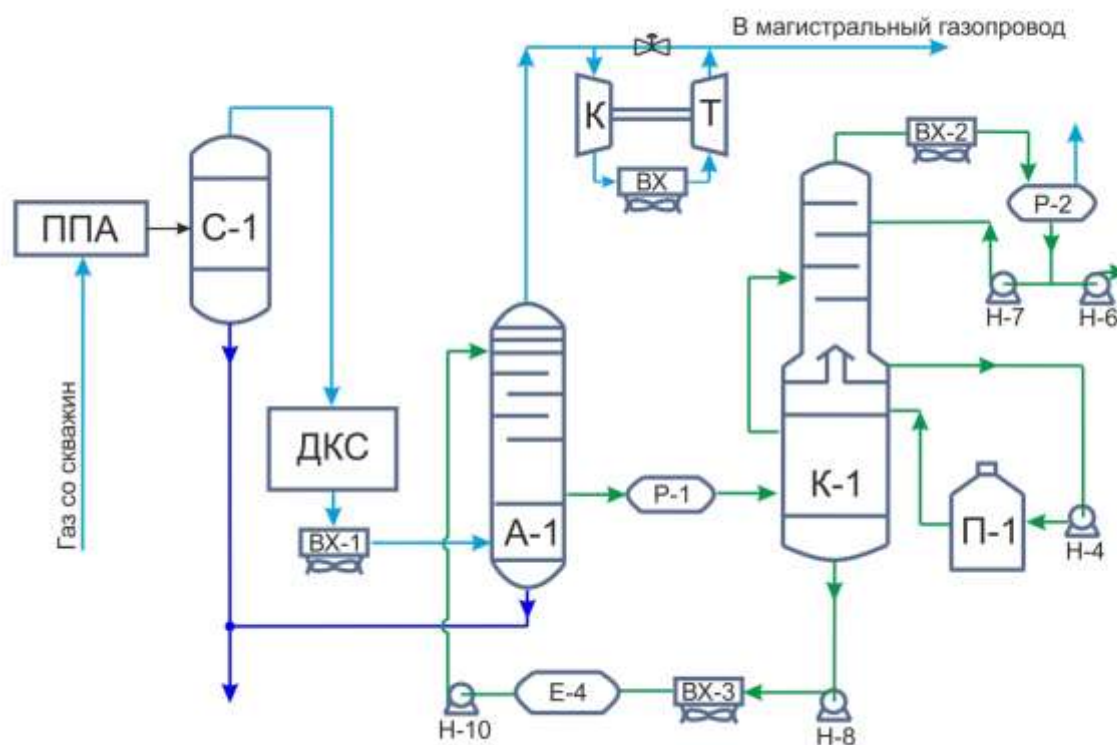 В магистральный газопровод
К
Т
ВХ-2
ВХ
Р-2
ППА
С-1
Н-7
Н-6
Газ со скважин
ДКС
Р-1
К-1
ВХ-1
А-1
П-1
Н-4
Е-4
ВХ-3
Н-10
Н-8